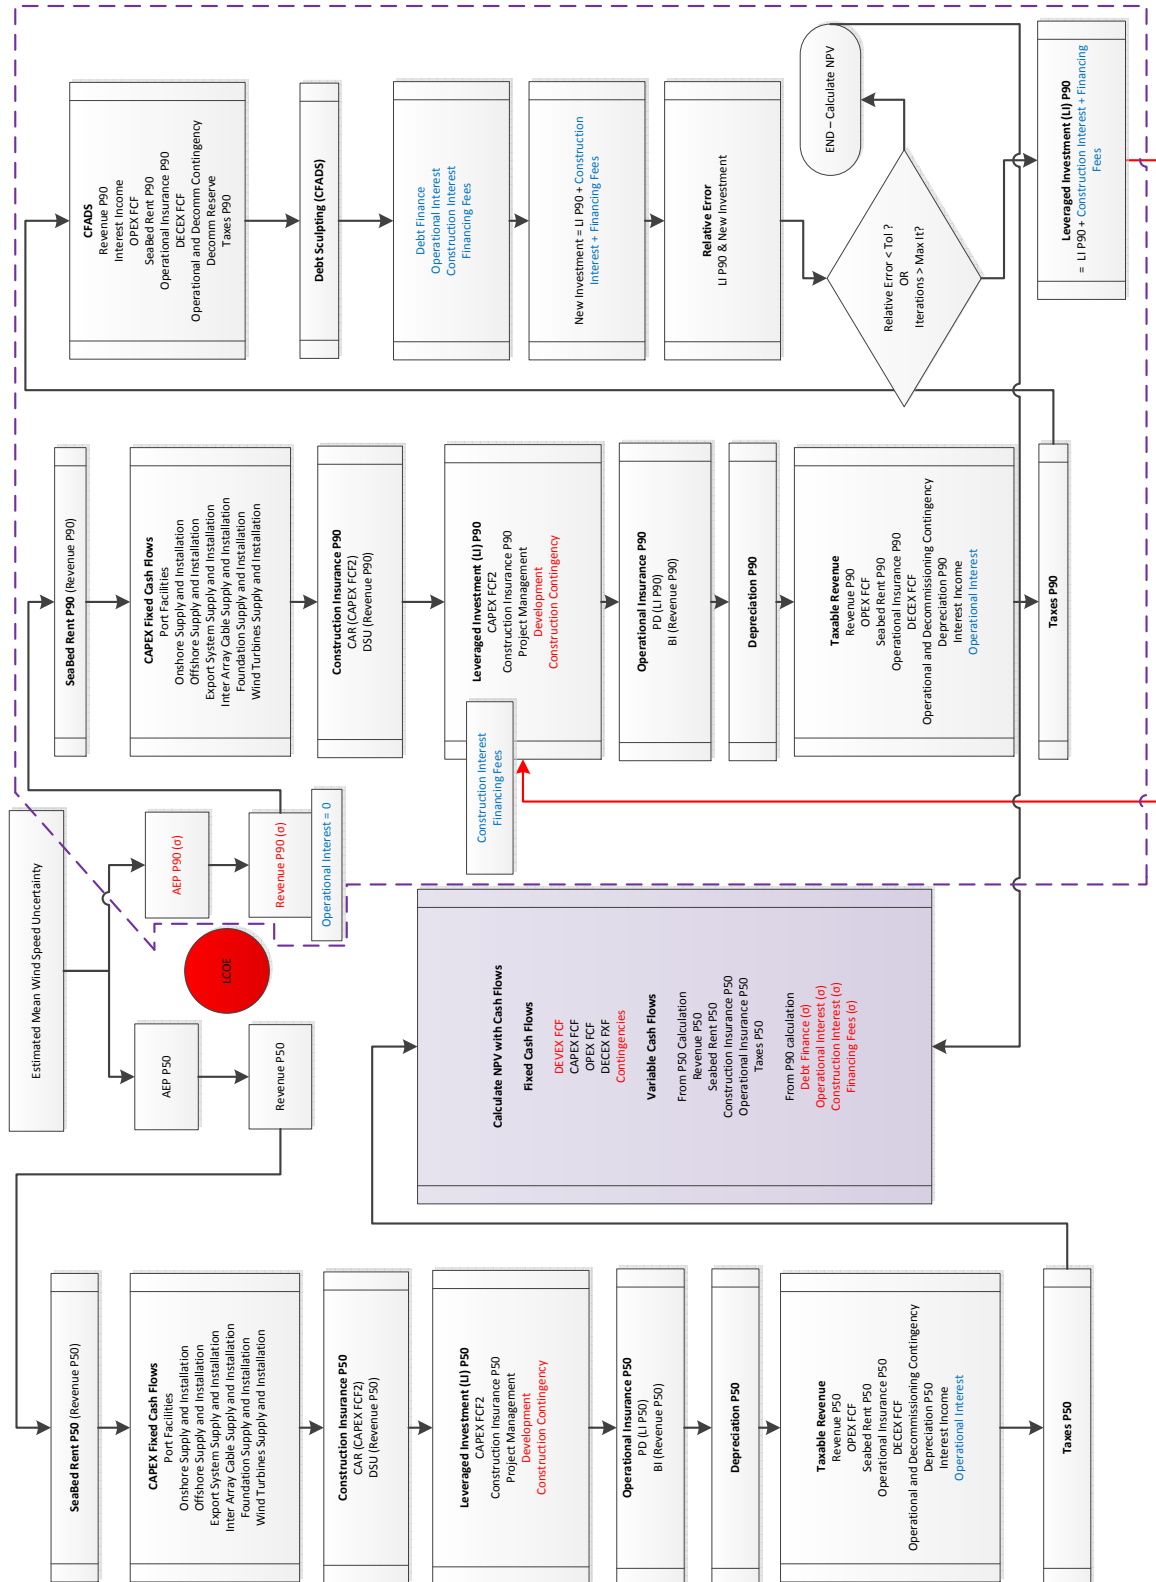 Estimated Mean Wind Speed Uncertainty
AEP P50
Revenue P50
LCOE
AEP P90 (σ)
Revenue P90 (σ)
Operational Interest = 0
SeaBed Rent P50 (Revenue P50)
CAPEX Fixed Cash Flows
Port Facilities
Onshore Supply and Installation
Offshore Supply and Installation
Export System Supply and Installation
Inter Array Cable Supply and Installation
Foundation Supply and Installation
Wind Turbines Supply and Installation
Construction Insurance P50
CAR (CAPEX FCF2)
DSU (Revenue P50)
Leveraged Investment (LI) P50
CAPEX FCF2
Construction Insurance P50
Project Management
Development
Construction Contingency
Operational Insurance P50
PD (LI P50)
BI (Revenue P50)
Depreciation P50
Taxable Revenue
Revenue P50
OPEX FCF
Seabed Rent P50
Operational Insurance P50
DECEX FCF
Operational and Decommissioning Contingency
Depreciation P50
Interest Income
Operational Interest
Taxes P50
Calculate NPV with Cash Flows
Fixed Cash Flows
DEVEX FCF
CAPEX FCF
OPEX FCF
DECEX FXF
Contingencies
Variable Cash Flows
From P50 Calculation
Revenue P50
Seabed Rent P50
Construction Insurance P50
Operational Insurance P50
Taxes P50
From P90 calculation
Debt Finance (σ)
Operational Interest (σ)
Construction Interest (σ)
Financing Fees (σ)
SeaBed Rent P90 (Revenue P90)
CAPEX Fixed Cash Flows
Port Facilities
Onshore Supply and Installation
Offshore Supply and Installation
Export System Supply and Installation
Inter Array Cable Supply and Installation
Foundation Supply and Installation
Wind Turbines Supply and Installation
Construction Insurance P90
CAR (CAPEX FCF2)
DSU (Revenue P90)
Construction Interest
Financing Fees
Leveraged Investment (LI) P90
CAPEX FCF2
Construction Insurance P90
Project Management
Development
Construction Contingency
Operational Insurance P90
PD (LI P90)
BI (Revenue P90)
Depreciation P90
Taxable Revenue
Revenue P90
OPEX FCF
Seabed Rent P90
Operational Insurance P90
DECEX FCF
Operational and Decommissioning Contingency
Depreciation P90
Interest Income
Operational Interest
Taxes P90
CFADS
Revenue P90
Interest Income
OPEX FCF
SeaBed Rent P90
Operational Insurance P90
DECEX FCF
Operational and Decomm Contingency
Decomm Reserve
Taxes P90
Debt Sculpting (CFADS)
Debt Finance
Operational Interest
Construction Interest
Financing Fees
New Investment = LI P90 + Construction
Interest + Financing Fees
Relative Error
LI P90 & New Investment
Relative Error < Tol ?
OR
Iterations > Max It?
END – Calculate NPV
Leveraged Investment (LI) P90
= LI P90 + Construction Interest + Financing
Fees